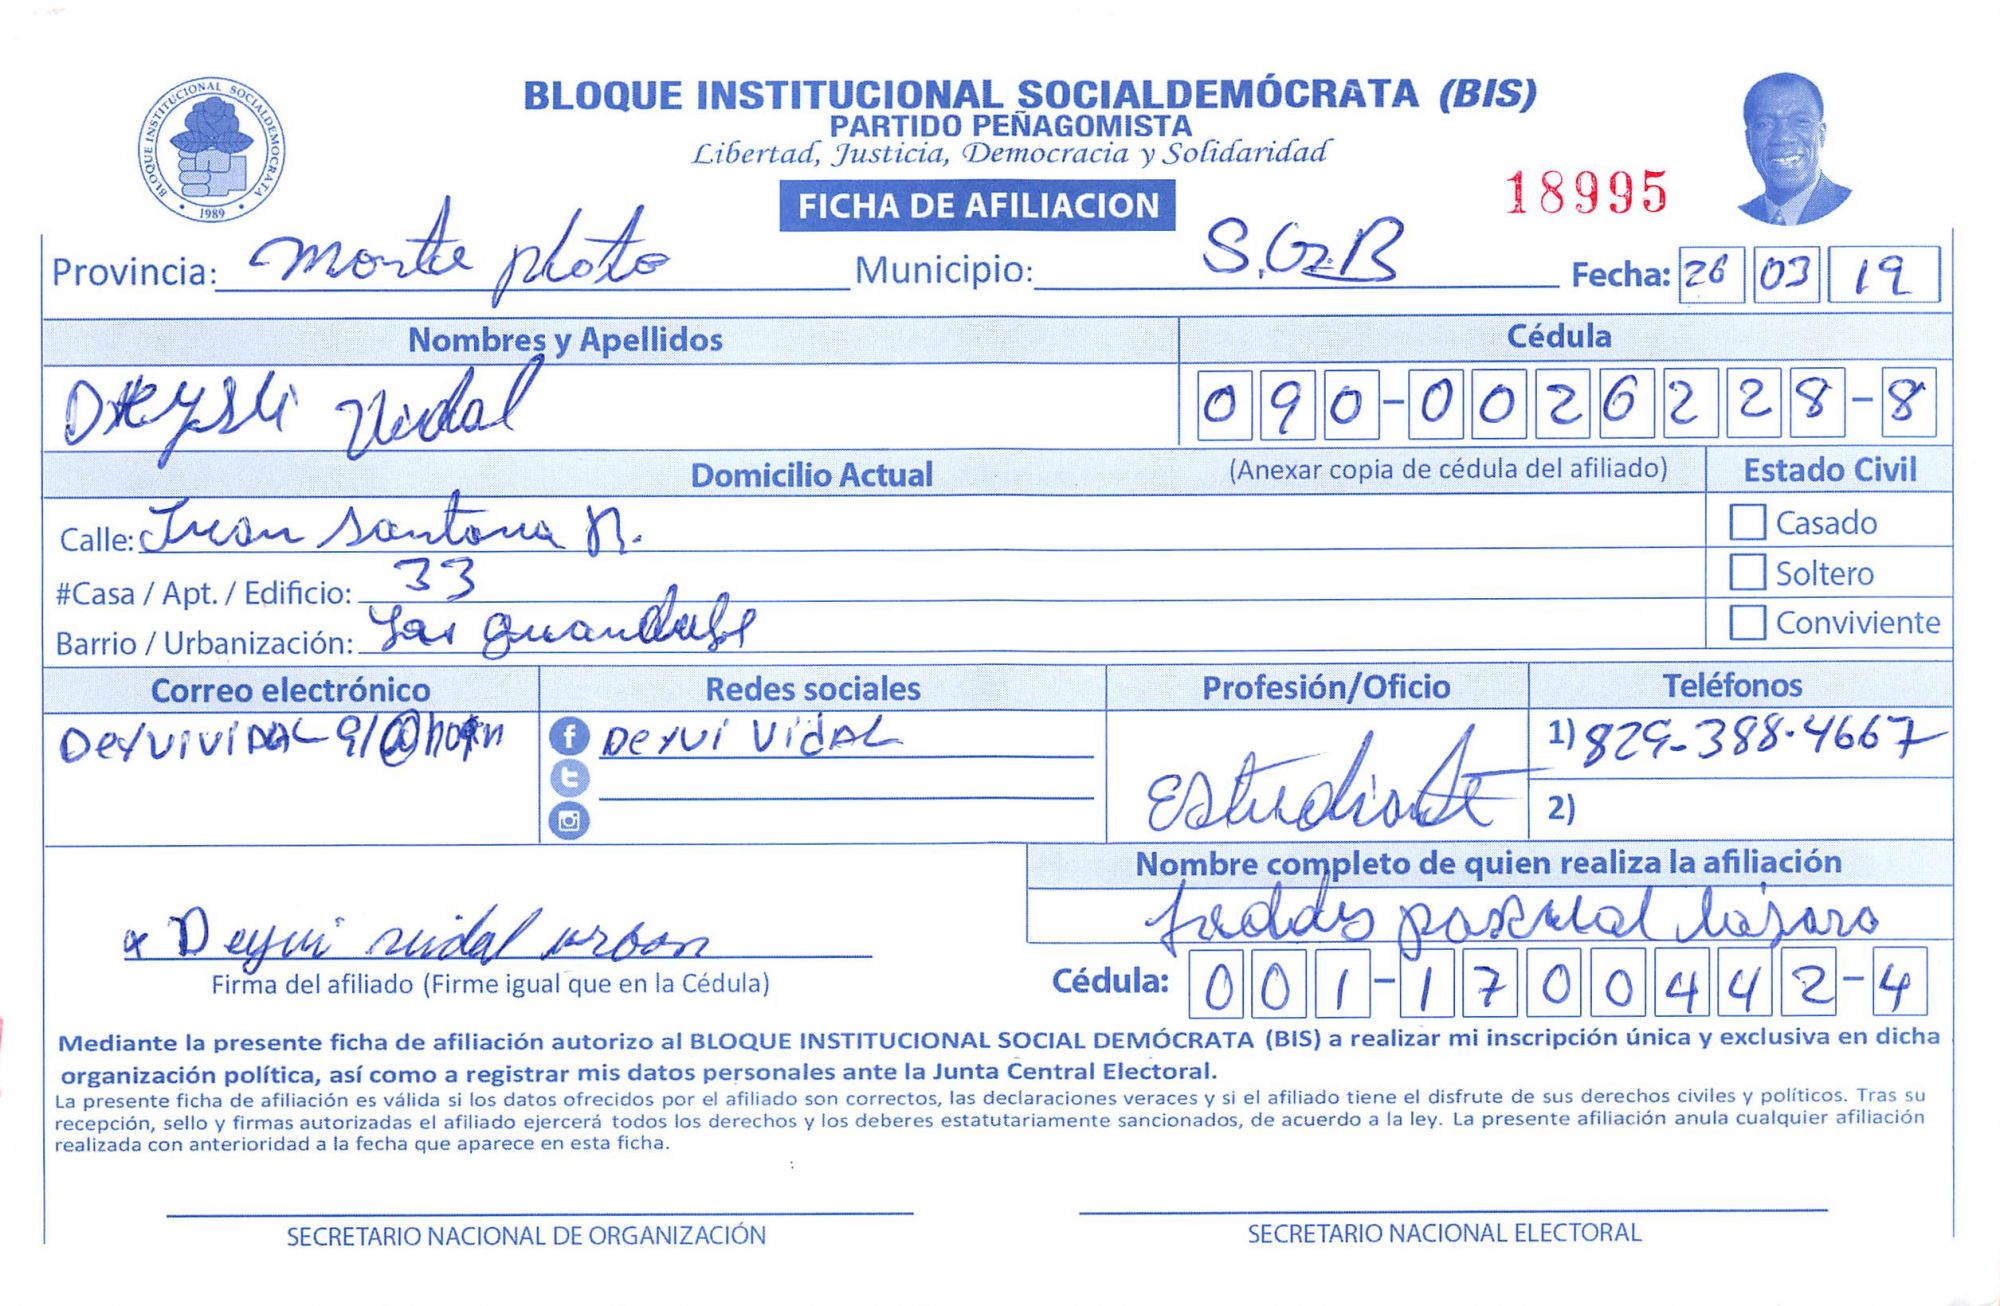 BLOQUE INSTITUCIONAL SOCIALDEMÓCRATA 1989
BLOQUE INSTITUCIONAL SOCIALDEMÓCRATA (BIS)
PARTIDO PEÑAGOMISTA
Libertad, Justicia, Democracia y Solidaridad
FICHA DE AFILIACION
18995
Provincia: Monte plata Municipio: S.G.B Fecha: 26 03 19
Nombres y Apellidos Cédula
Vidal 090-0026228-8
Domicilio Actual (Anexar copia de cédula del afiliado) Estado Civil
Calle: Juan Santana N. Casado
#Casa / Apt. / Edificio: 33 Soltero
Barrio / Urbanización: Los Conviviente
Correo electrónico Redes sociales Profesión/Oficio Teléfonos
Deyvi Vidal Estudiante 1) 829-388-4667
2)
Nombre completo de quien realiza la afiliación
pascual lázaro
x Deyvi vidal
Firma del afiliado (Firme igual que en la Cédula) Cédula: 001-1700442-4
Mediante la presente ficha de afiliación autorizo al BLOQUE INSTITUCIONAL SOCIAL DEMÓCRATA (BIS) a realizar mi inscripción única y exclusiva en dicha
organización política, así como a registrar mis datos personales ante la Junta Central Electoral.
La presente ficha de afiliación es válida si los datos ofrecidos por el afiliado son correctos, las declaraciones veraces y si el afiliado tiene el disfrute de sus derechos civiles y políticos. Tras su
recepción, sello y firmas autorizadas el afiliado ejercerá todos los derechos y los deberes estatutariamente sancionados, de acuerdo a la ley. La presente afiliación anula cualquier afiliación
realizada con anterioridad a la fecha que aparece en esta ficha.
SECRETARIO NACIONAL DE ORGANIZACIÓN SECRETARIO NACIONAL ELECTORAL